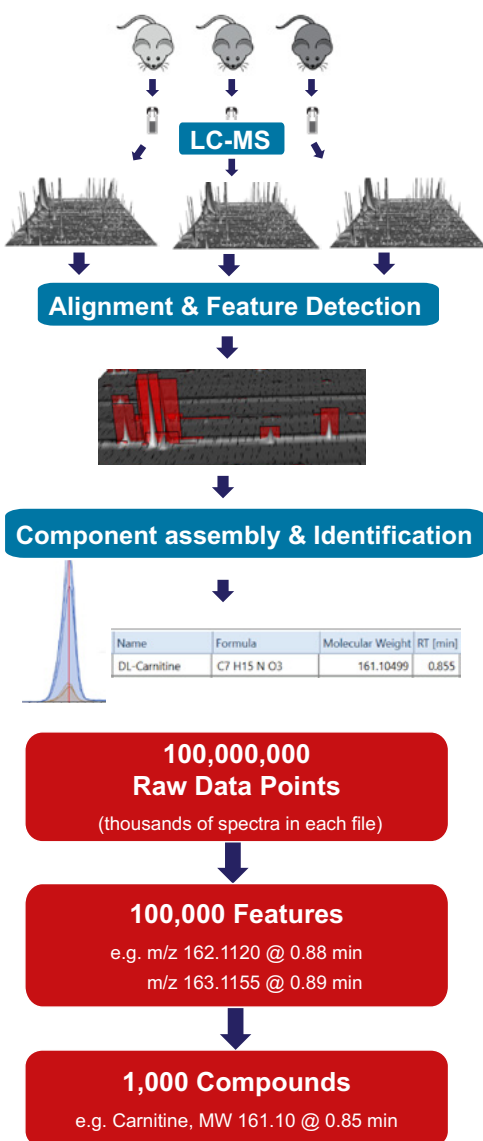 LC-MS
Alignment & Feature Detection
Component assembly & Identification
Name Formula Molecular Weight RT [min]
DL-Carnitine C7 H15 N O3 161.10499 0.855
100,000,000
Raw Data Points
(thousands of spectra in each file)
100,000 Features
e.g. m/z 162.1120 @ 0.88 min
m/z 163.1155 @ 0.89 min
1,000 Compounds
e.g. Carnitine, MW 161.10 @ 0.85 min